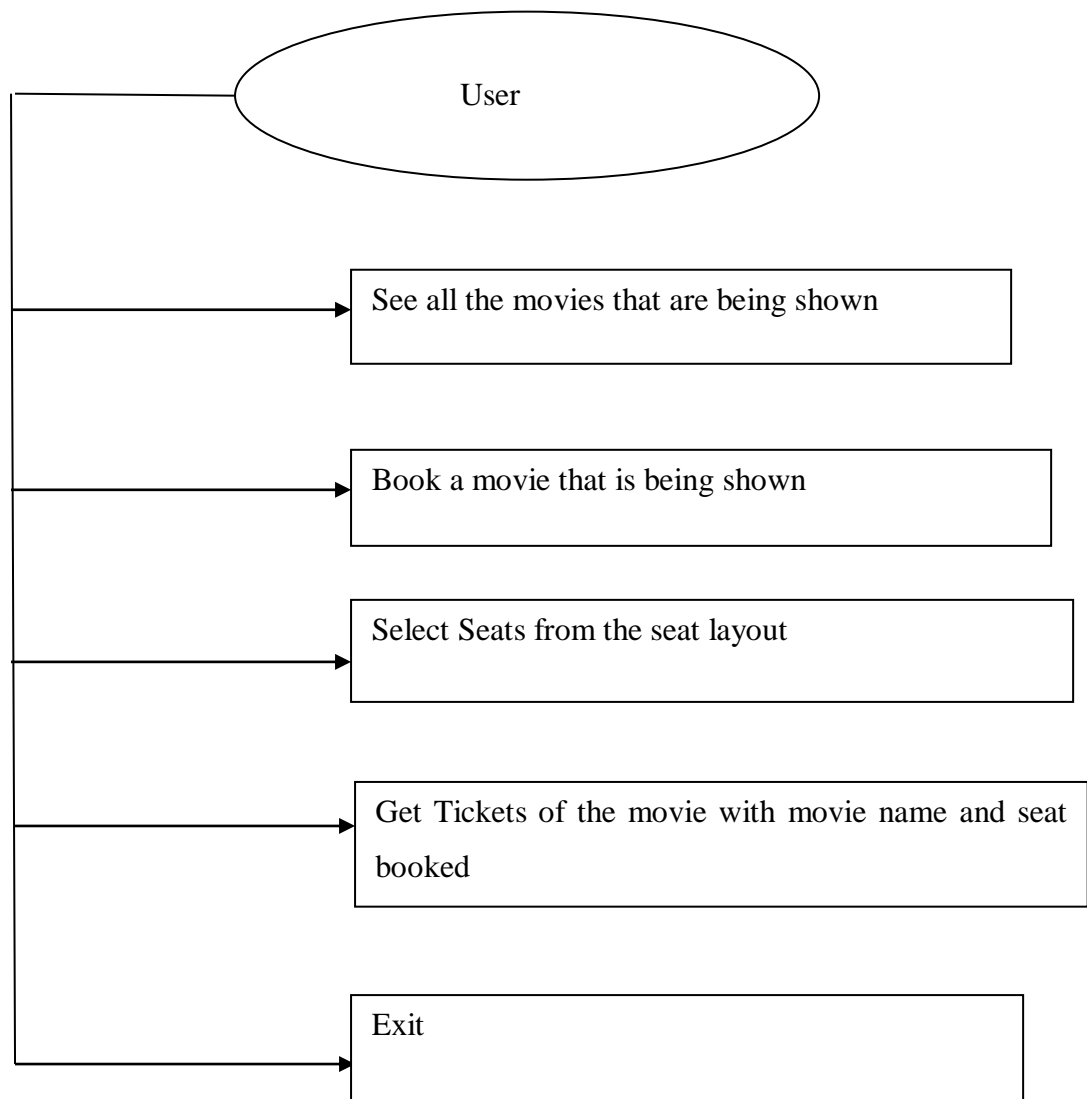 User
See all the movies that are being shown
Book a movie that is being shown
Select Seats from the seat layout
Get Tickets of the movie with movie name and seat
booked
Exit